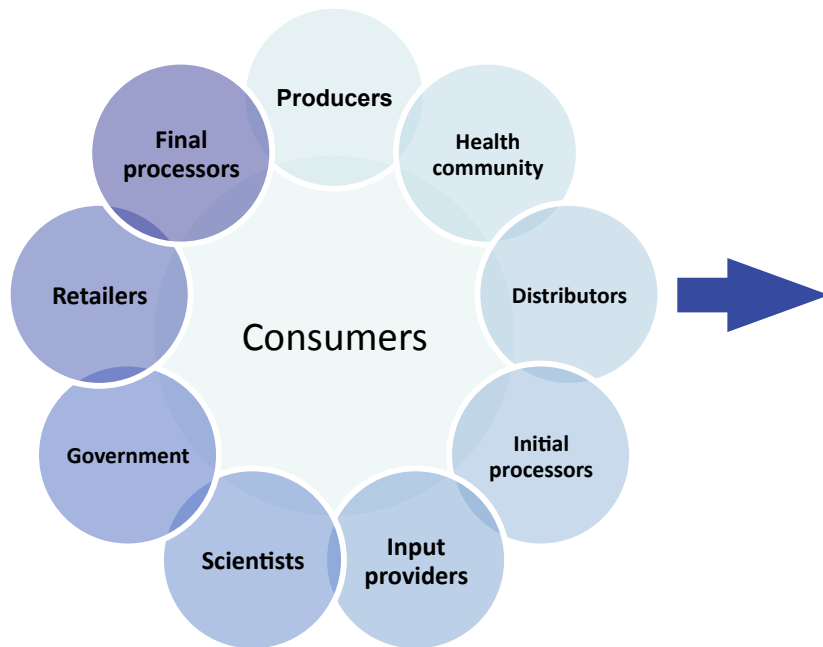 Producers
Health
community
Distributors
Initial
processors
Input
providers
Scientists
Government
Retailers
Final
processors
Consumers